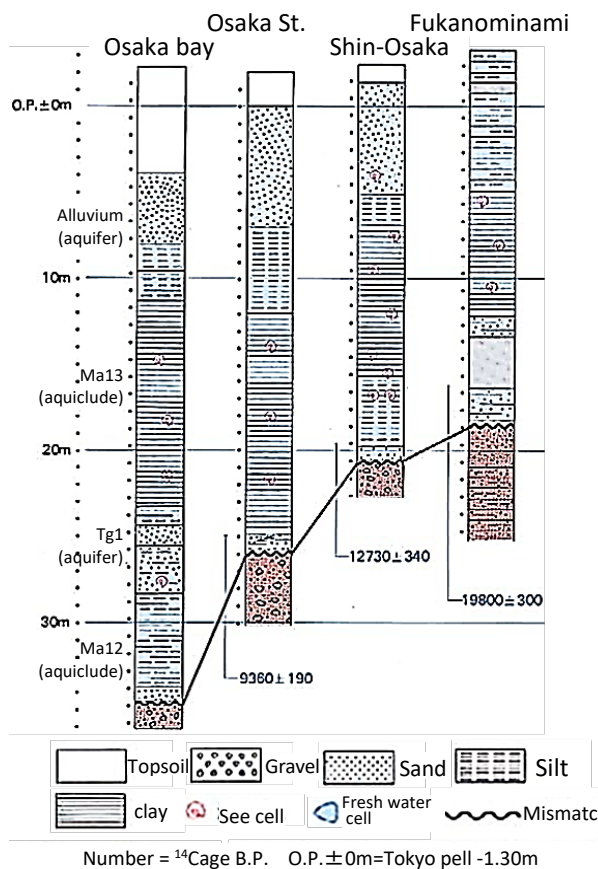 Osaka St.
Fukanominami
Osaka bay
Shin-Osaka
O.P.±0m
Alluvium
(aquifer)
10m
Ma13
(aquiclude)
20m
Tg1
(aquifer)
12730±340
19800±300
30m
Ma12
(aquiclude)
9360±190
Topsoil
Gravel
Sand
Silt
clay
See cell
Fresh water
cell
Mismatc
Number = ¹⁴Cage B.P. O.P.±0m=Tokyo pell -1.30m